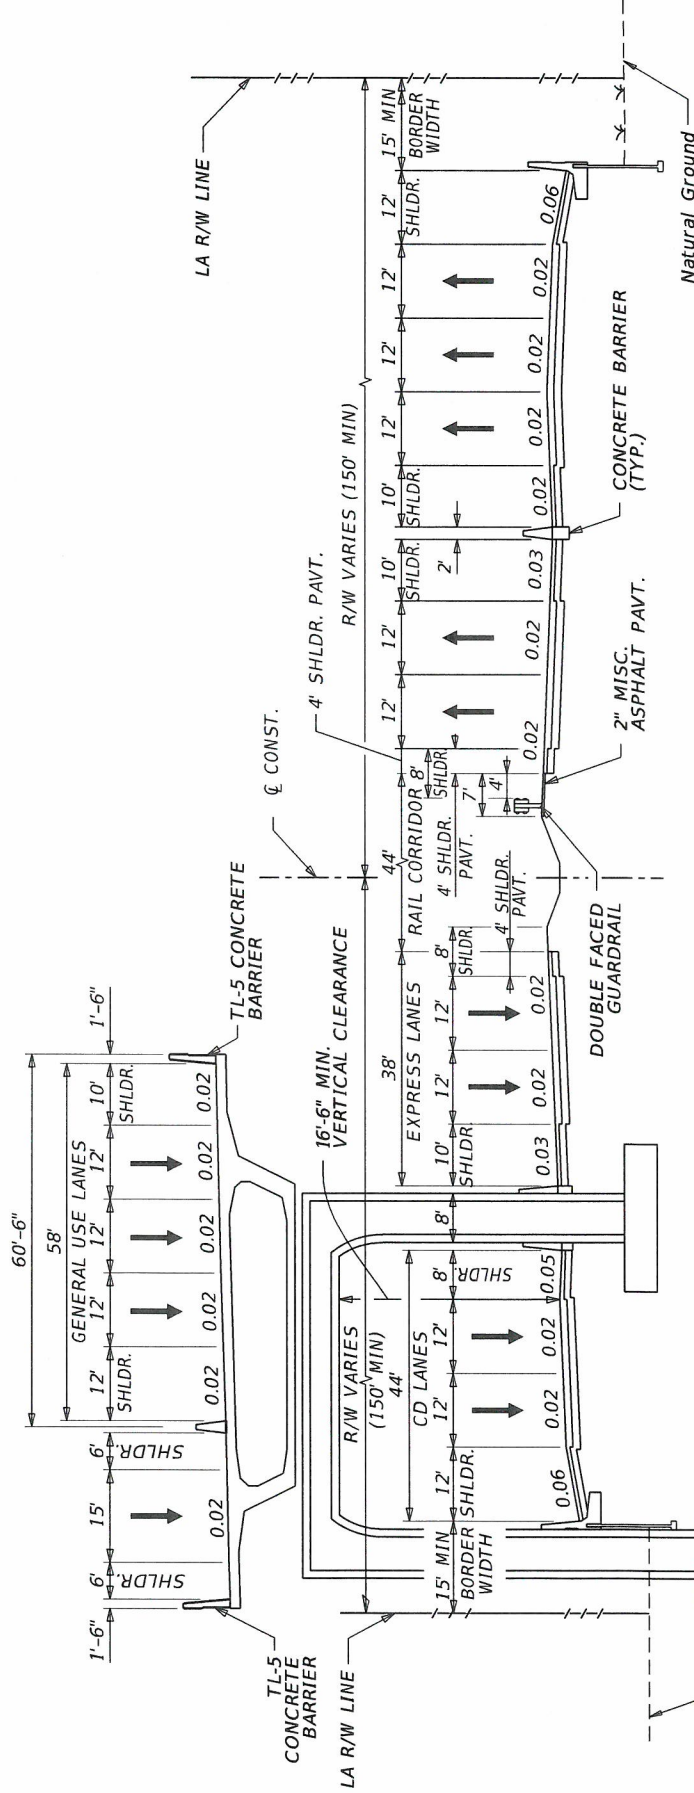 60'-6"
58'
GENERAL USE LANES
1'-6"
6'
15'
6'
12'
12'
12'
12'
10'
1'-6"
SHLDR.
SHLDR.
SHLDR.
SHLDR.
0.02
0.02
0.02
0.02
0.02
0.02
TL-5
CONCRETE
BARRIER
TL-5 CONCRETE
BARRIER
LA R/W LINE
℄ CONST.
4' SHLDR. PAVT.
LA R/W LINE
R/W VARIES
(150' MIN)
16'-6" MIN.
VERTICAL CLEARANCE
R/W VARIES (150' MIN)
44'
CD LANES
38'
EXPRESS LANES
44'
RAIL CORRIDOR
15' MIN
BORDER
WIDTH
12'
SHLDR.
12'
12'
8'
SHLDR.
8'
10'
SHLDR.
12'
12'
8'
SHLDR.
4' SHLDR.
PAVT.
4' SHLDR.
PAVT.
8'
SHLDR.
7'
4'
12'
12'
10'
SHLDR.
2'
10'
SHLDR.
12'
12'
12'
12'
SHLDR.
15' MIN
BORDER
WIDTH
0.06
0.02
0.02
0.05
0.03
0.02
0.02
0.02
0.02
0.03
0.02
0.02
0.02
0.02
0.06
DOUBLE FACED
GUARDRAIL
2" MISC.
ASPHALT PAVT.
CONCRETE BARRIER
(TYP.)
Natural Ground